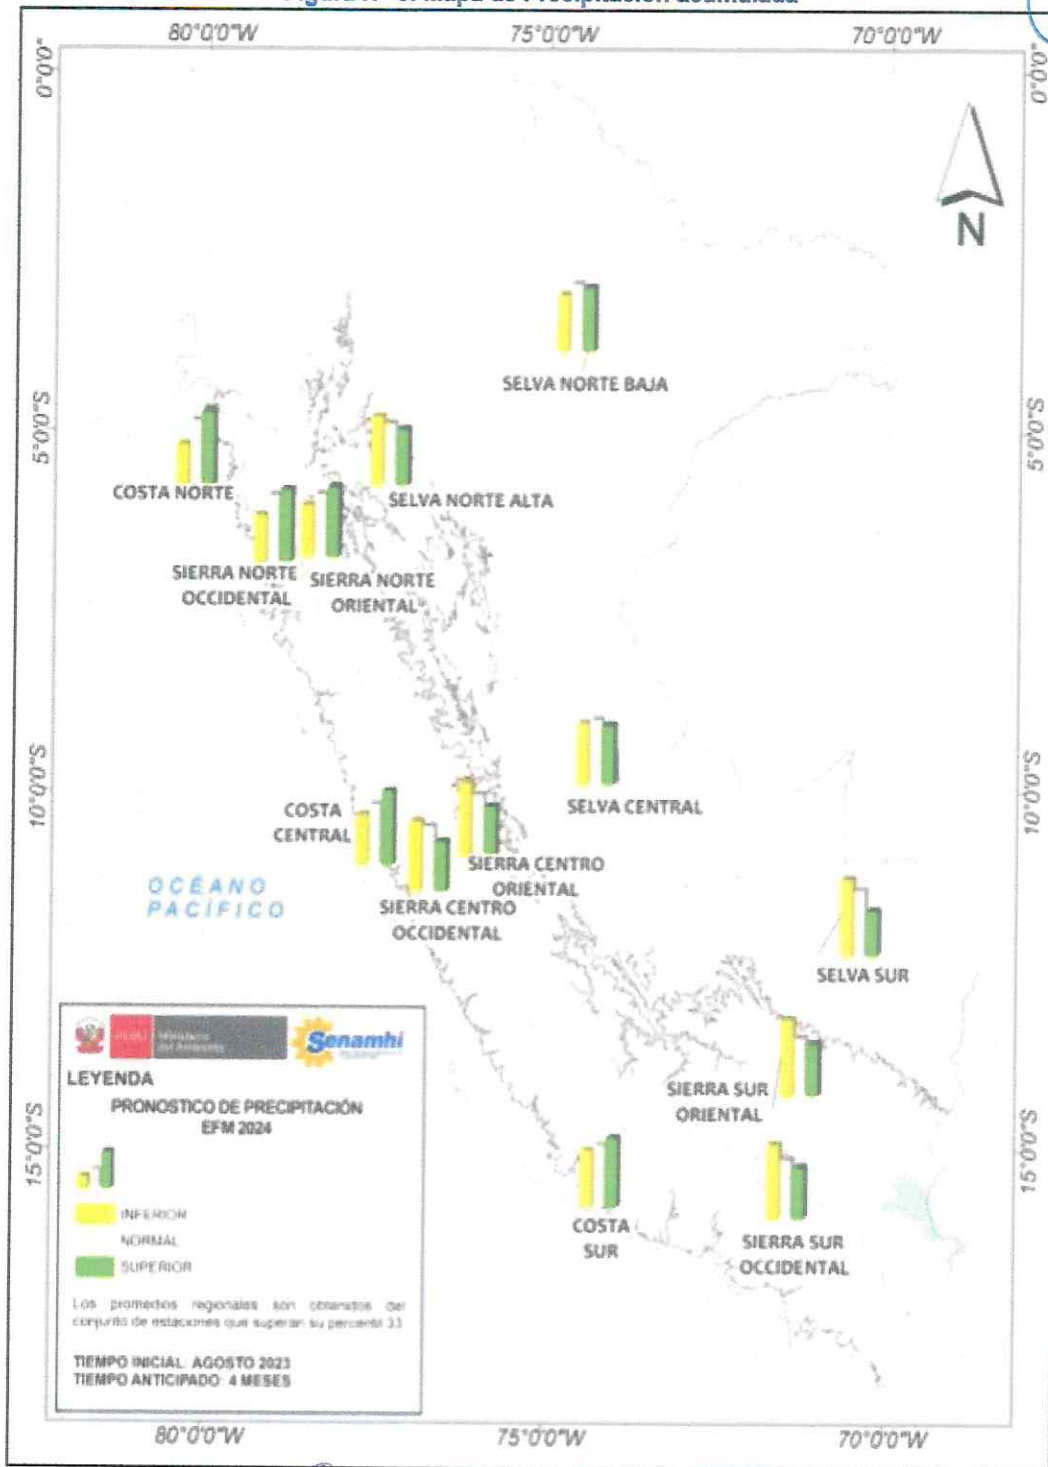 80°0'0"W 75°0'0"W 70°0'0"W
0°0'0" 0°0'0"
N
SELVA NORTE BAJA
5°0'0"S 5°0'0"S
COSTA NORTE
SELVA NORTE ALTA
SIERRA NORTE
OCCIDENTAL
SIERRA NORTE
ORIENTAL
10°0'0"S 10°0'0"S
COSTA
CENTRAL
SELVA CENTRAL
SIERRA CENTRO
ORIENTAL
SIERRA CENTRO
OCCIDENTAL
OCÉANO
PACÍFICO
SELVA SUR
SIERRA SUR
ORIENTAL
15°0'0"S 15°0'0"S
COSTA
SUR
SIERRA SUR
OCCIDENTAL
PERÚ
Ministerio
del Ambiente
Senamhi
LEYENDA
PRONOSTICO DE PRECIPITACIÓN
EFM 2024
INFERIOR
NORMAL
SUPERIOR
Los promedios regionales son obtenidos del
conjunto de estaciones que superan su percentil 33
TIEMPO INICIAL: AGOSTO 2023
TIEMPO ANTICIPADO: 4 MESES
80°0'0"W 75°0'0"W 70°0'0"W